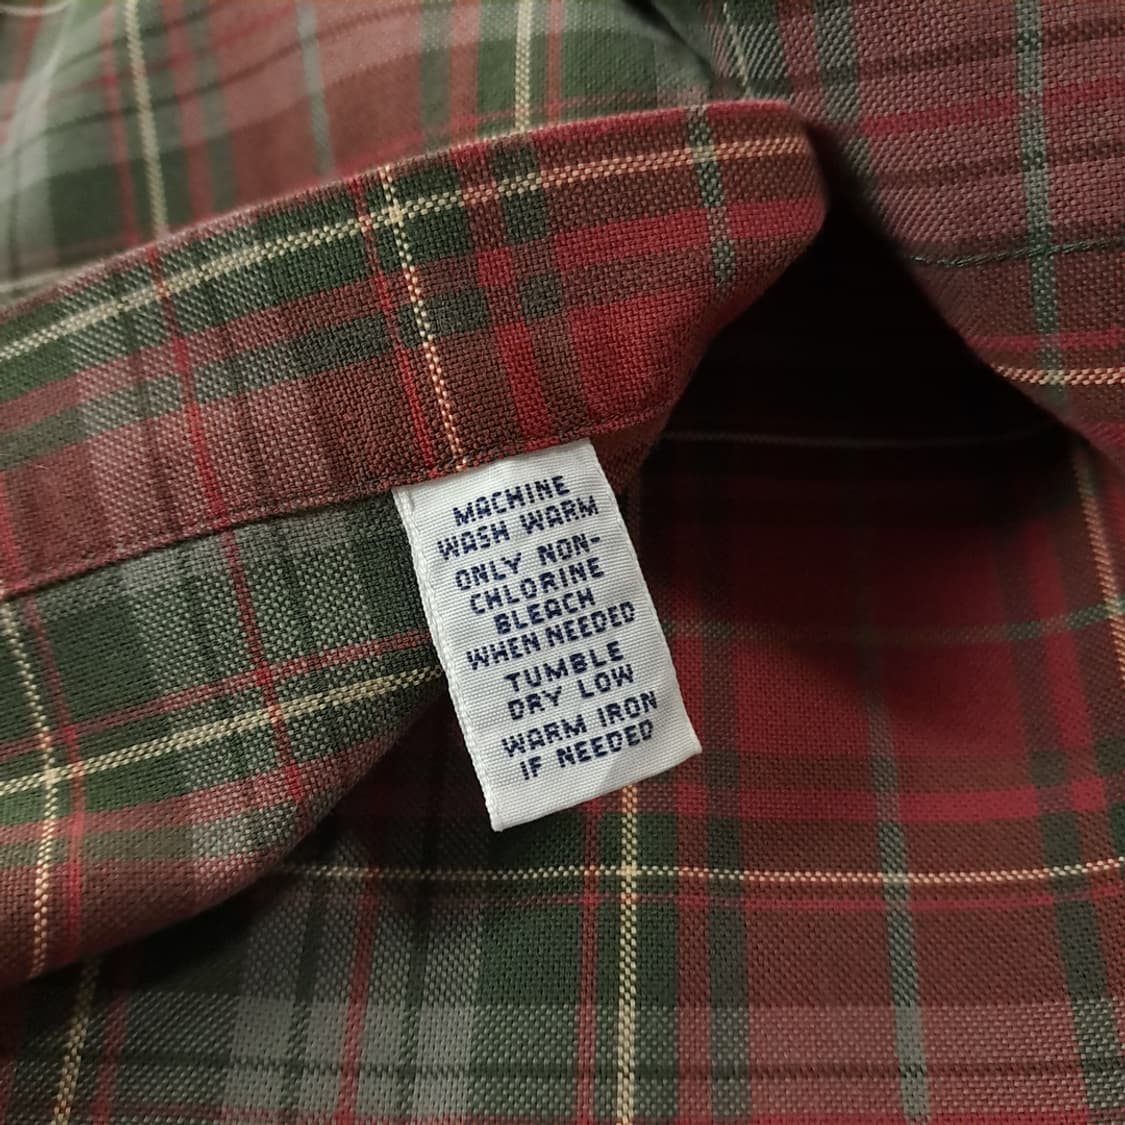 MACHINE
WASH WARM
ONLY NON-
CHLORINE
BLEACH
WHEN NEEDED
TUMBLE
DRY LOW
WARM IRON
IF NEEDED